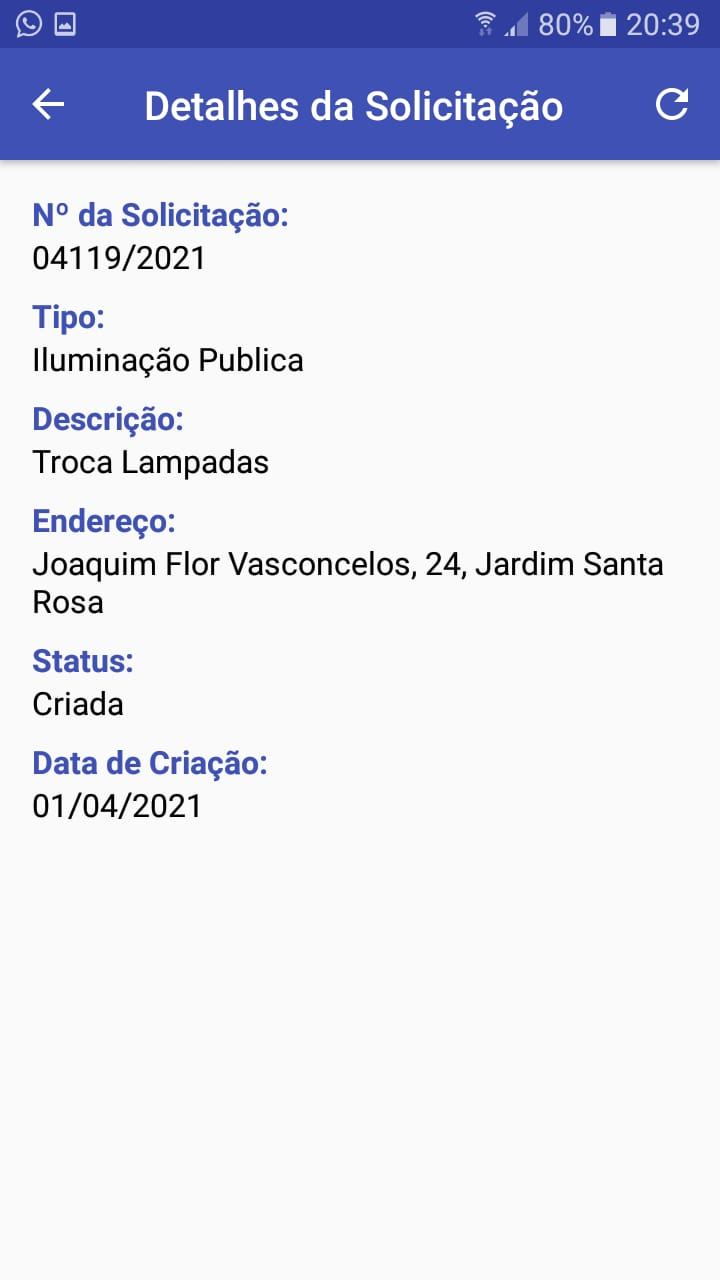 80% 20:39
Detalhes da Solicitação
Nº da Solicitação:
04119/2021
Tipo:
Iluminação Publica
Descrição:
Troca Lampadas
Endereço:
Joaquim Flor Vasconcelos, 24, Jardim Santa
Rosa
Status:
Criada
Data de Criação:
01/04/2021